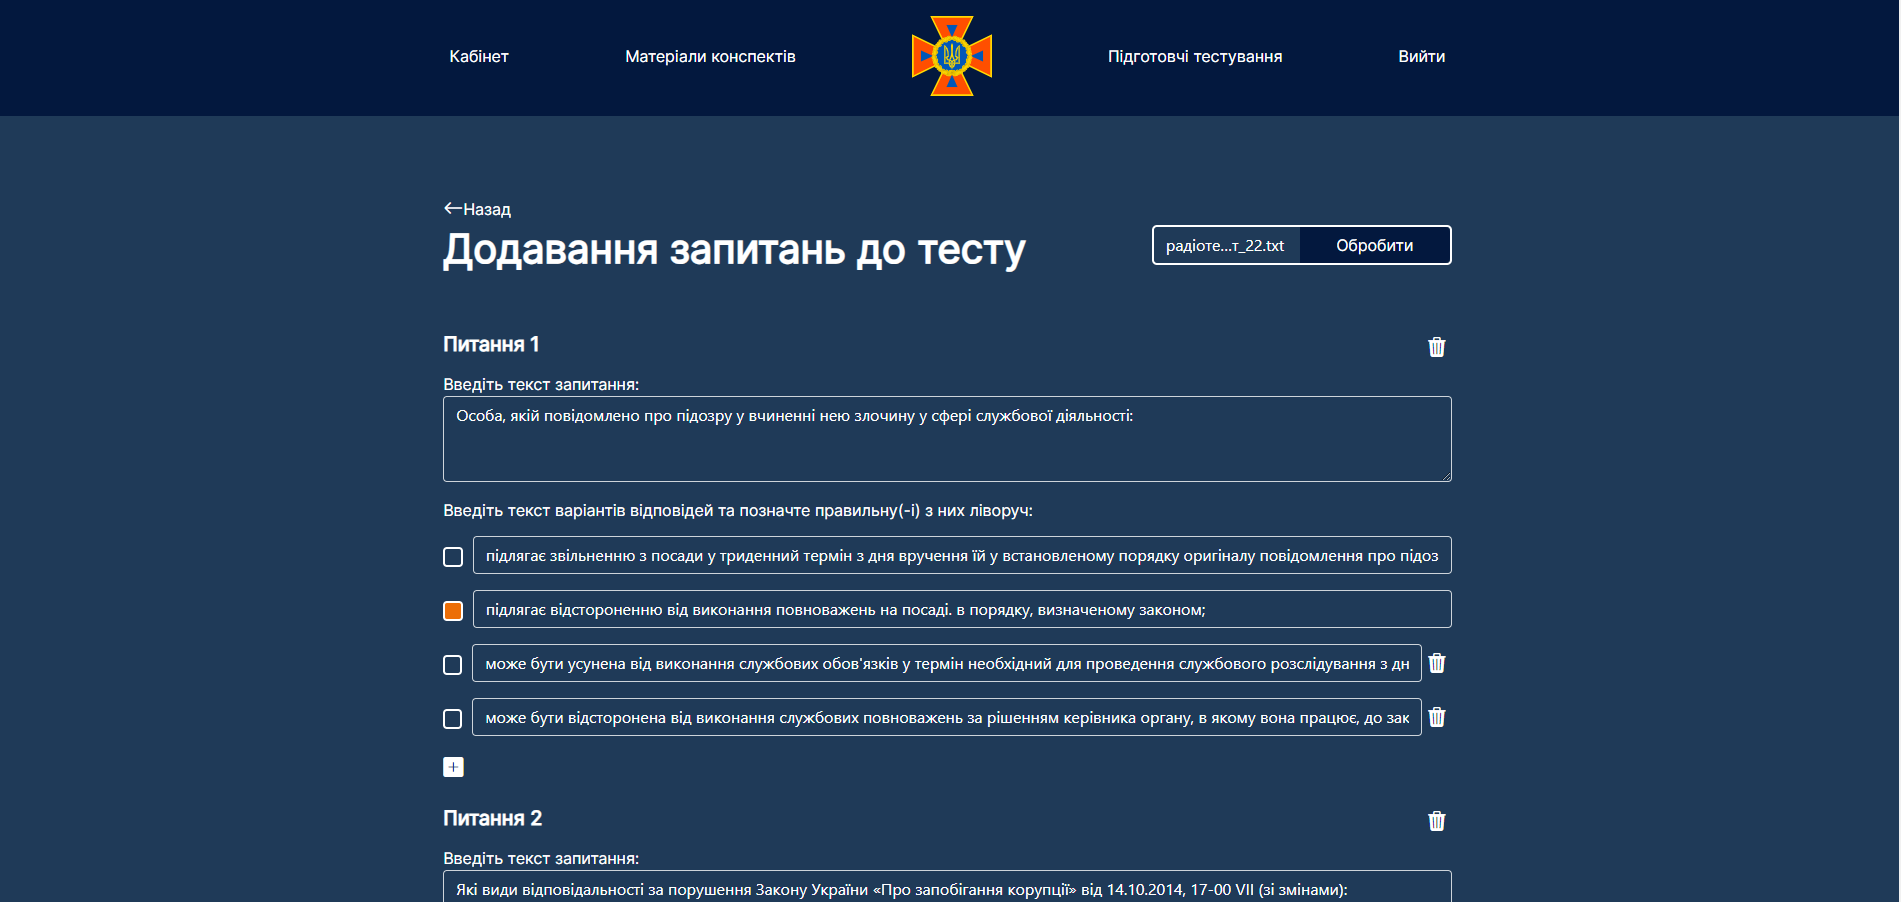 Кабінет
Матеріали конспектів
Підготовчі тестування
Вийти
Назад
Додавання запитань до тесту
радіоте...т_22.txt
Обробити
Питання 1
Введіть текст запитання:
Особа, якій повідомлено про підозру у вчиненні нею злочину у сфері службової діяльності:
Введіть текст варіантів відповідей та позначте правильну(-і) з них ліворуч:
підлягає звільненню з посади у триденний термін з дня вручення їй у встановленому порядку оригіналу повідомлення про підоз
підлягає відстороненню від виконання повноважень на посаді. в порядку, визначеному законом;
може бути усунена від виконання службових обов'язків у термін необхідний для проведення службового розслідування з дн
може бути відсторонена від виконання службових повноважень за рішенням керівника органу, в якому вона працює, до зак
Питання 2
Введіть текст запитання:
Які види відповідальності за порушення Закону України «Про запобігання корупції» від 14.10.2014, 17-00 VII (зі змінами):